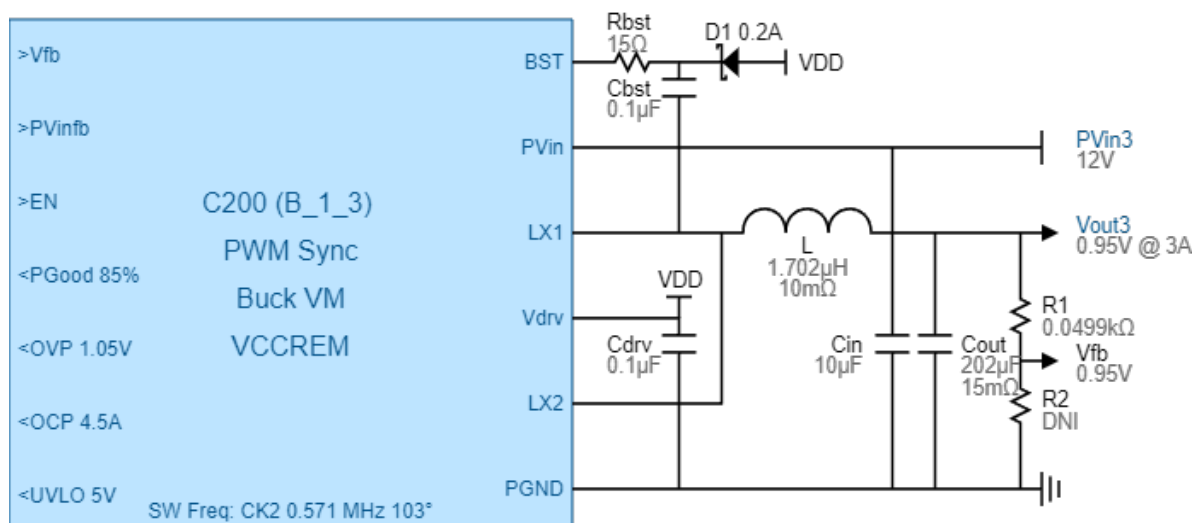 >Vfb
>PVinfb
>EN
<PGood 85%
<OVP 1.05V
<OCP 4.5A
<UVLO 5V
C200 (B_1_3)
PWM Sync
Buck VM
VCCREM
SW Freq: CK2 0.571 MHz 103°
BST
PVin
LX1
Vdrv
LX2
PGND
Rbst
15Ω
D1 0.2A
VDD
Cbst
0.1µF
PVin3
12V
L
1.702µH
10mΩ
Vout3
0.95V @ 3A
VDD
Cdrv
0.1µF
Cin
10µF
Cout
202µF
15mΩ
R1
0.0499kΩ
Vfb
0.95V
R2
DNI